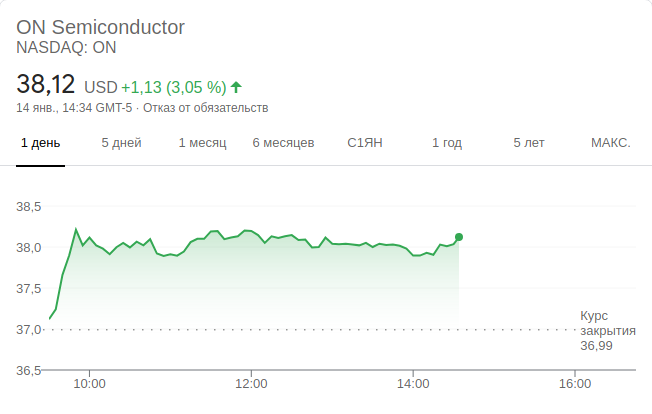 ON Semiconductor
NASDAQ: ON
38,12 USD +1,13 (3,05 %)
14 янв., 14:34 GMT-5 · Отказ от обязательств
1 день 5 дней 1 месяц 6 месяцев С1ЯН 1 год 5 лет МАКС.
38,5
38,0
37,5
37,0
36,5
Курс
закрытия
36,99
10:00 12:00 14:00 16:00